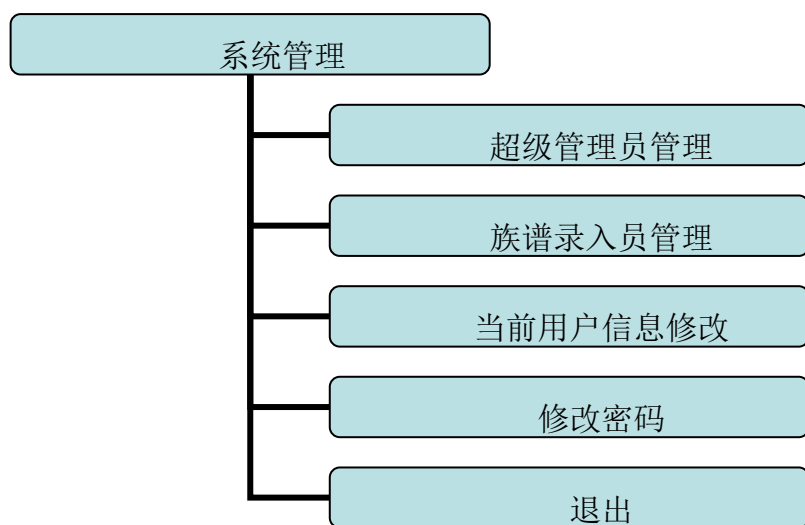 系统管理
超级管理员管理
族谱录入员管理
当前用户信息修改
修改密码
退出